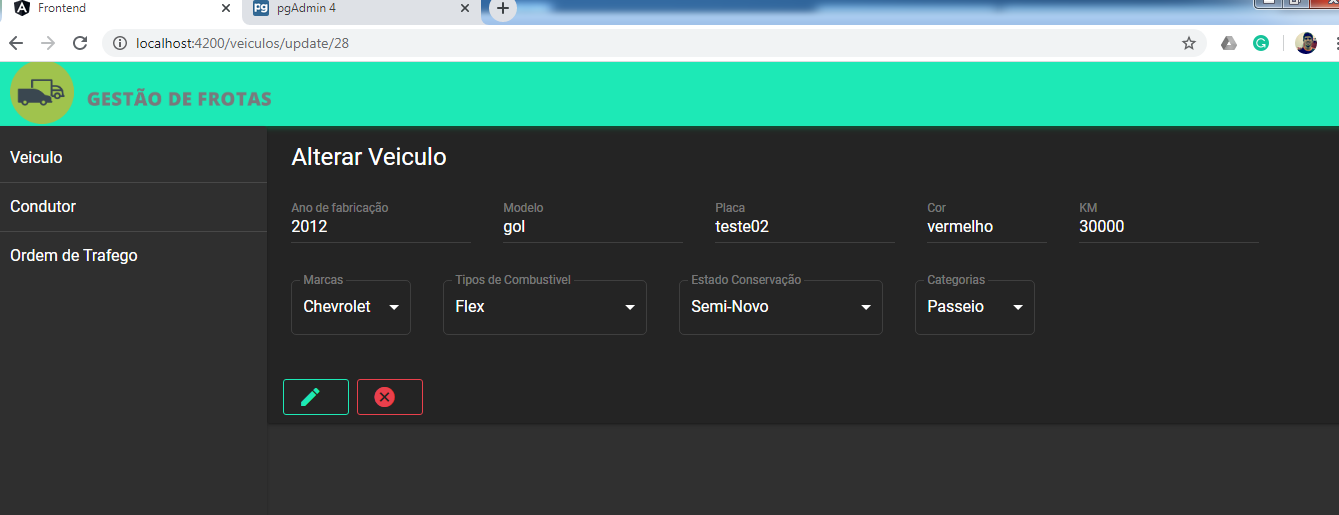 Frontend
pgAdmin 4
localhost:4200/veiculos/update/28
GESTÃO DE FROTAS
Veiculo
Condutor
Ordem de Trafego
Alterar Veiculo
Ano de fabricação Modelo Placa Cor KM
2012 gol teste02 vermelho 30000
Marcas Tipos de Combustivel Estado Conservação Categorias
Chevrolet Flex Semi-Novo Passeio